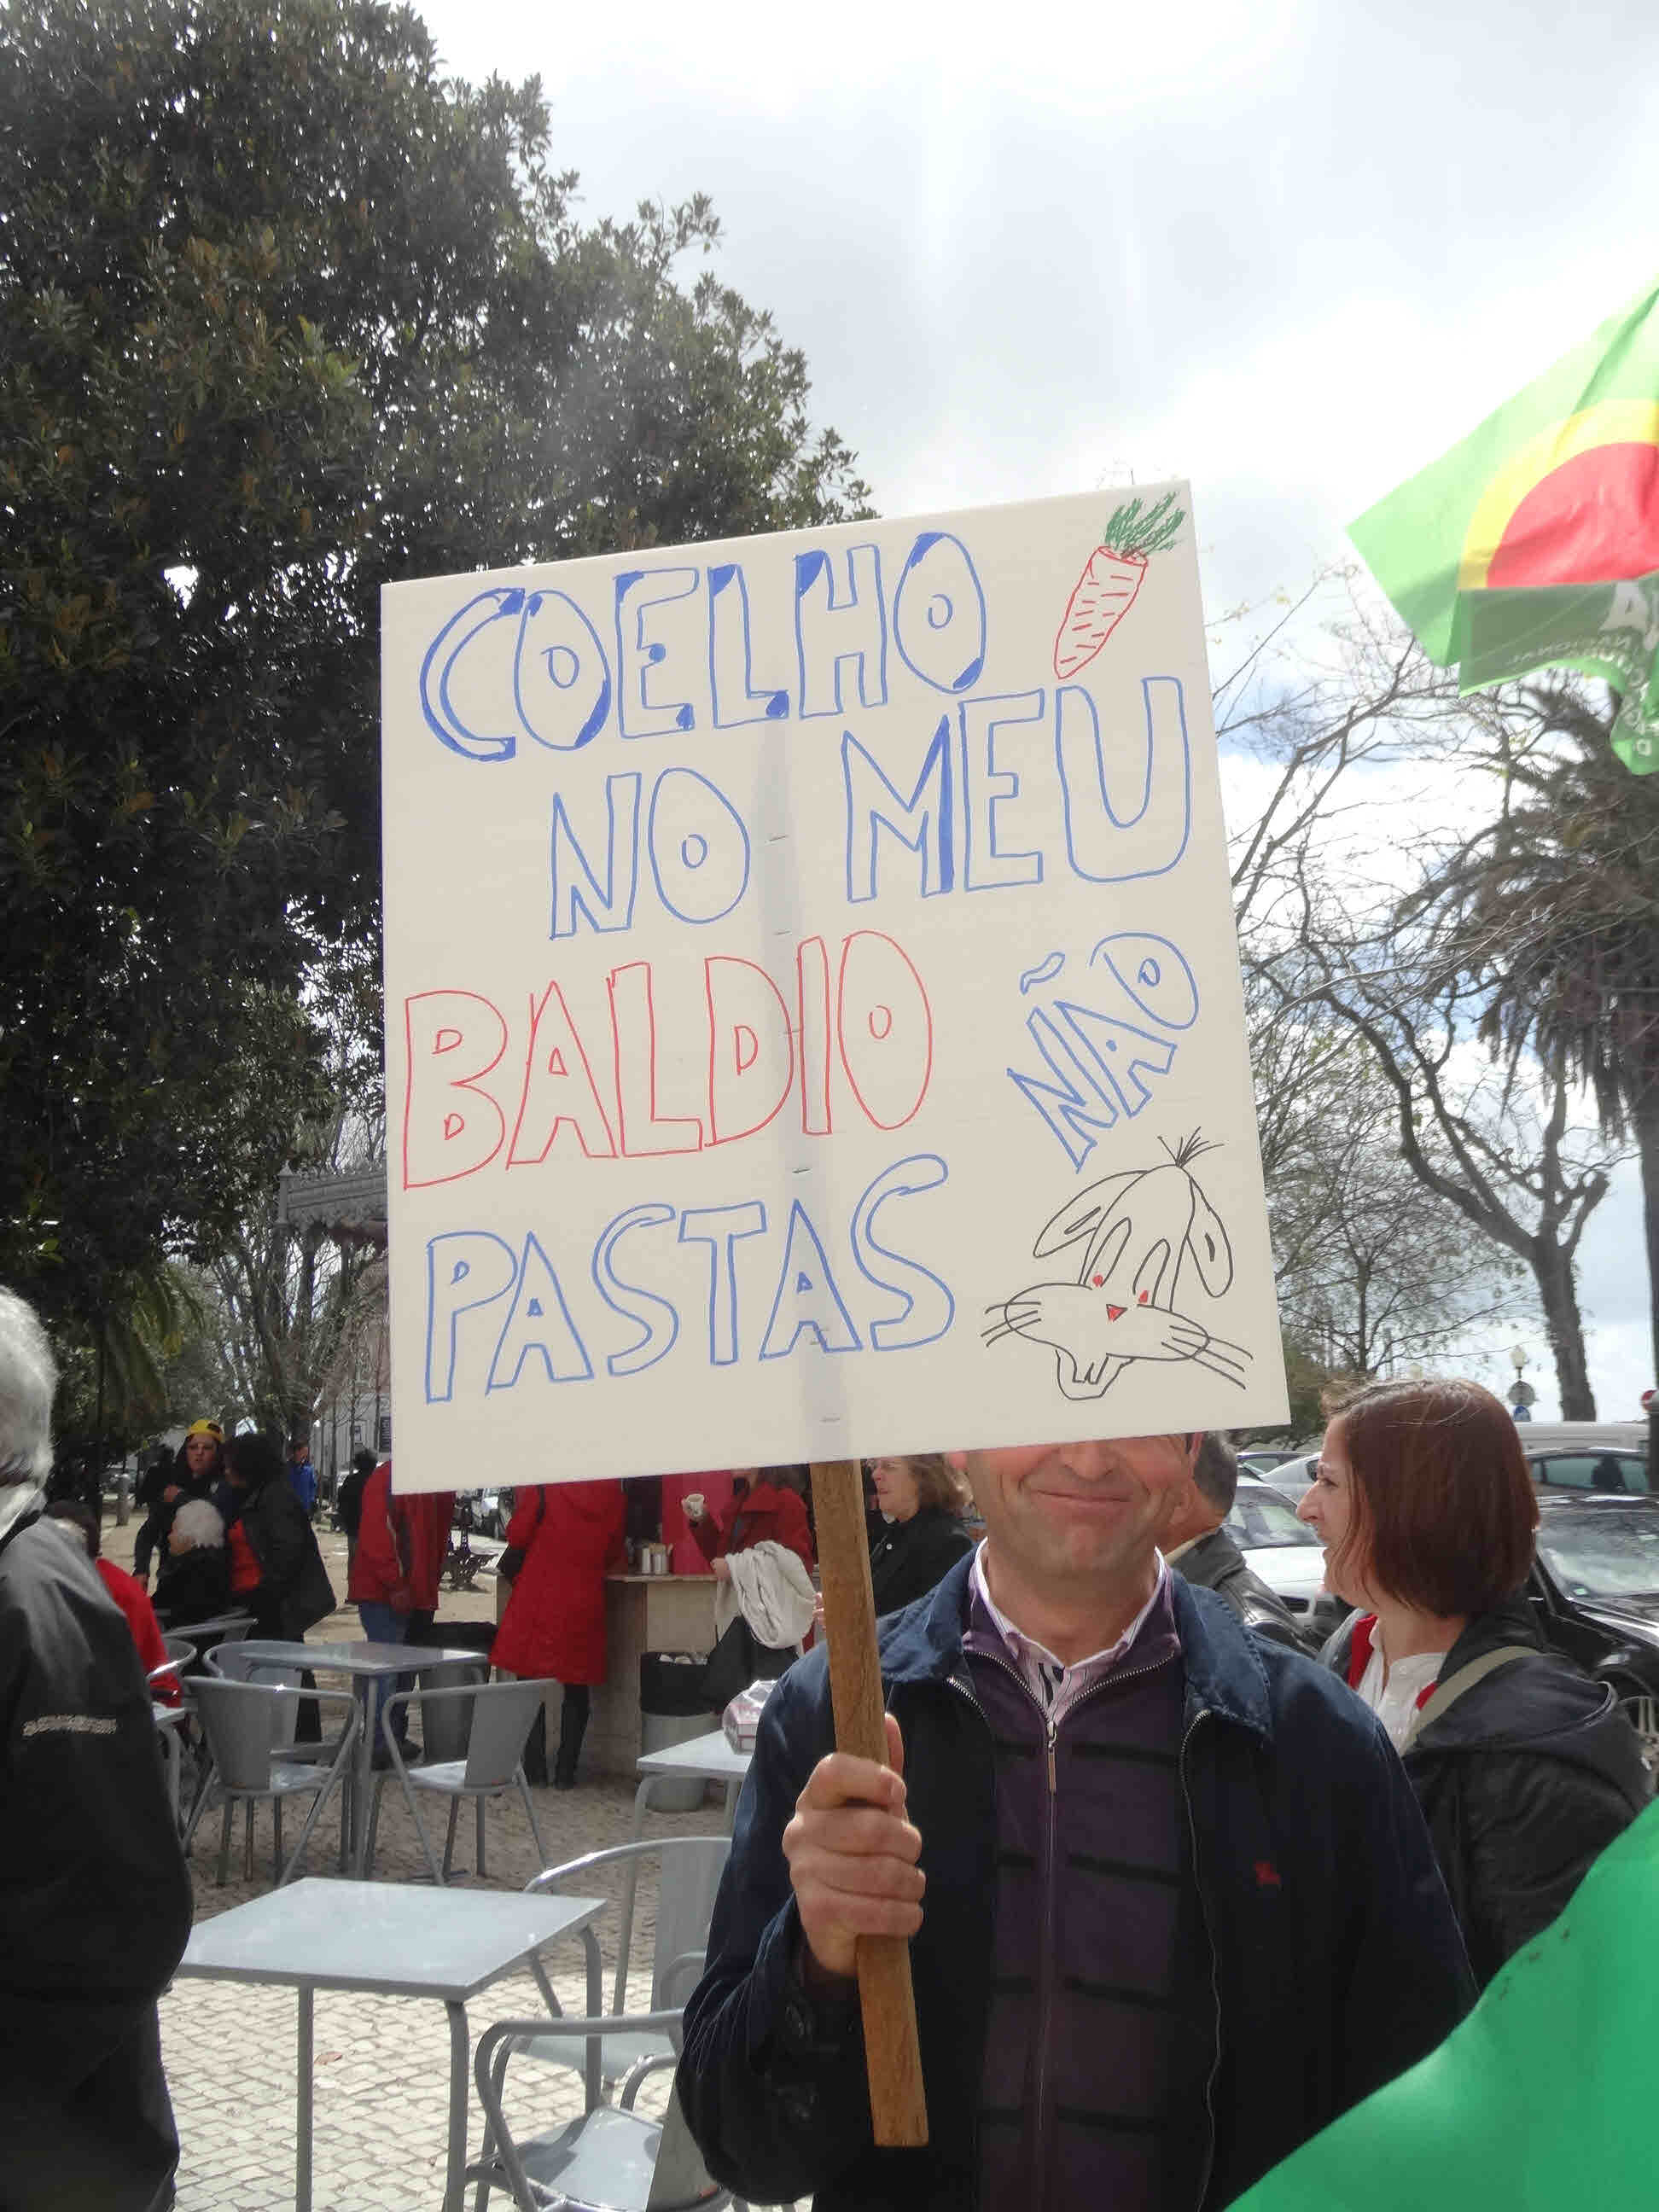 COELHO
NO MEU
BALDIO NÃO
PASTAS